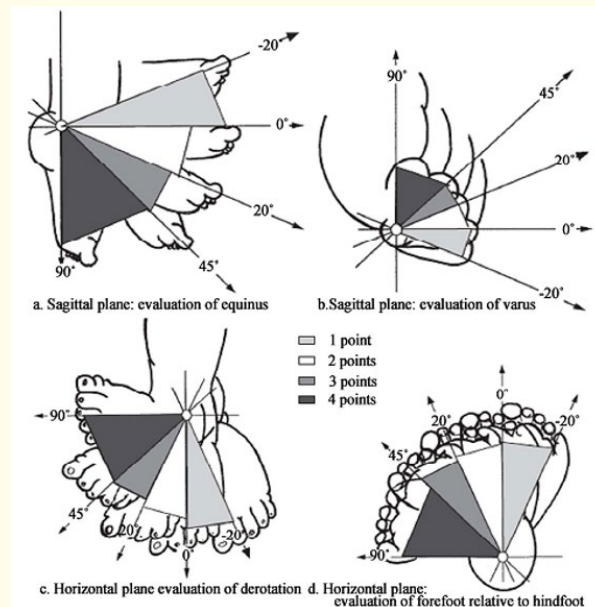 -20°
0°
20°
45°
90°
a. Sagittal plane: evaluation of equinus
90°
45°
20°
0°
-20°
b.Sagittal plane: evaluation of varus
1 point
2 points
3 points
4 points
90°
45°
20°
0°
-20°
c. Horizontal plane evaluation of derotation
0°
20°
-20°
45°
90°
d. Horizontal plane:
evaluation of forefoot relative to hindfoot